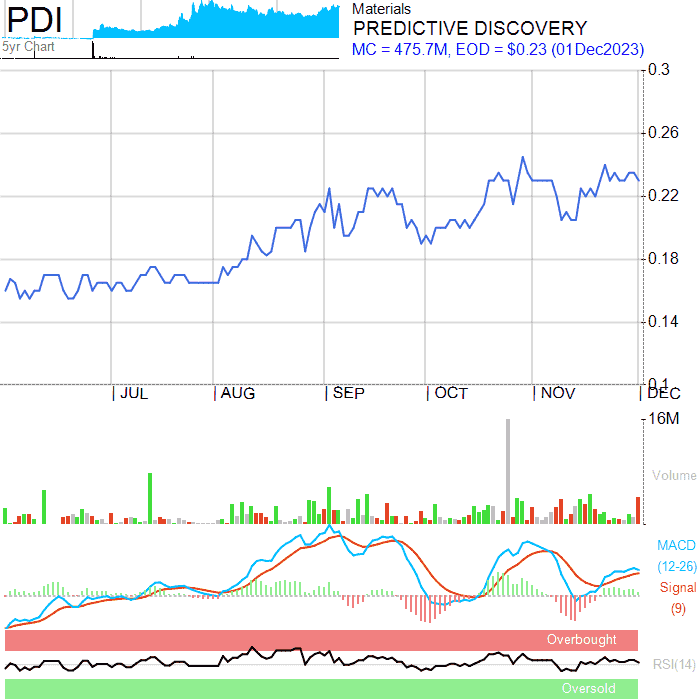 PDI
5yr Chart
Materials
PREDICTIVE DISCOVERY
MC = 475.7M, EOD = $0.23 (01Dec2023)
0.3
0.26
0.22
0.18
0.14
0.1
JUL AUG SEP OCT NOV DEC
16M
Volume
MACD
(12-26)
Signal
(9)
Overbought
RSI(14)
Oversold